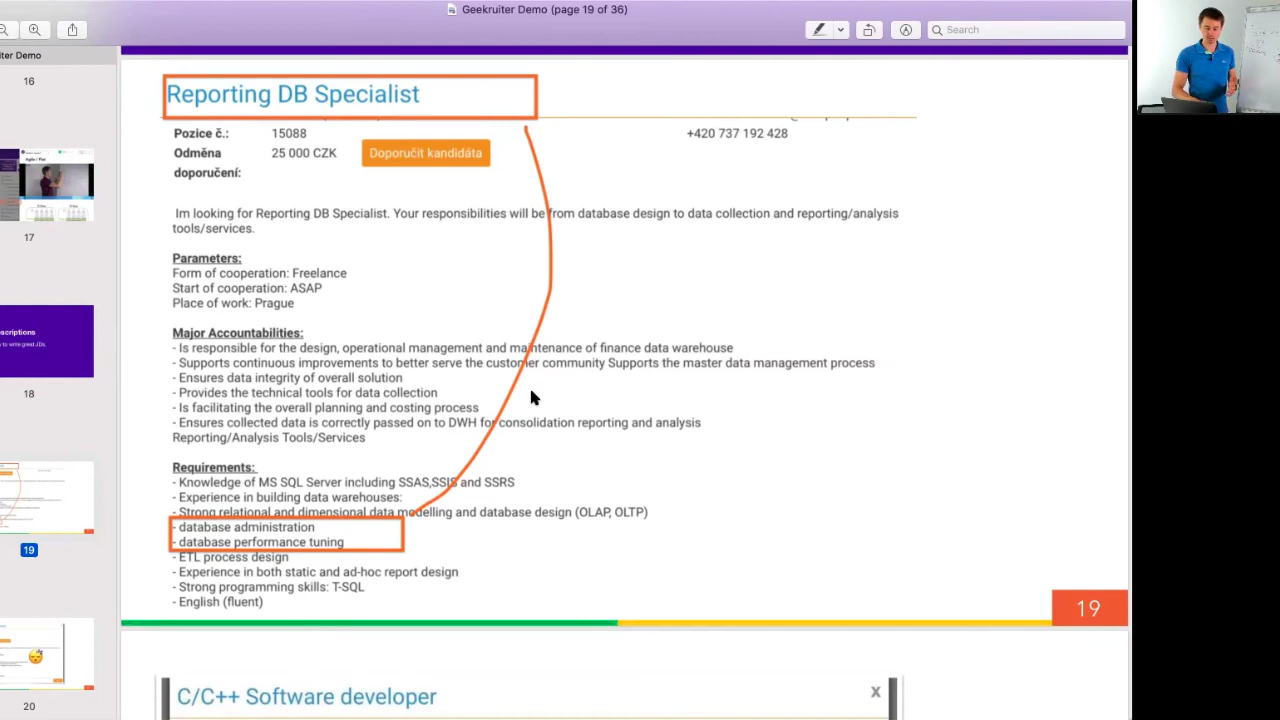 Geekruiter Demo (page 19 of 36)
Search
iter Demo
16
17
scriptions
to write great JDs.
18
19
20
Reporting DB Specialist
Pozice č.: 15088 +420 737 192 428
Odměna 25 000 CZK Doporučit kandidáta
doporučení:
Im looking for Reporting DB Specialist. Your responsibilities will be from database design to data collection and reporting/analysis
tools/services.
Parameters:
Form of cooperation: Freelance
Start of cooperation: ASAP
Place of work: Prague
Major Accountabilities:
- Is responsible for the design, operational management and maintenance of finance data warehouse
- Supports continuous improvements to better serve the customer community Supports the master data management process
- Ensures data integrity of overall solution
- Provides the technical tools for data collection
- Is facilitating the overall planning and costing process
- Ensures collected data is correctly passed on to DWH for consolidation reporting and analysis
Reporting/Analysis Tools/Services
Requirements:
- Knowledge of MS SQL Server including SSAS,SSIS and SSRS
- Experience in building data warehouses:
- Strong relational and dimensional data modelling and database design (OLAP, OLTP)
- database administration
- database performance tuning
- ETL process design
- Experience in both static and ad-hoc report design
- Strong programming skills: T-SQL
- English (fluent)
19
C/C++ Software developer
X